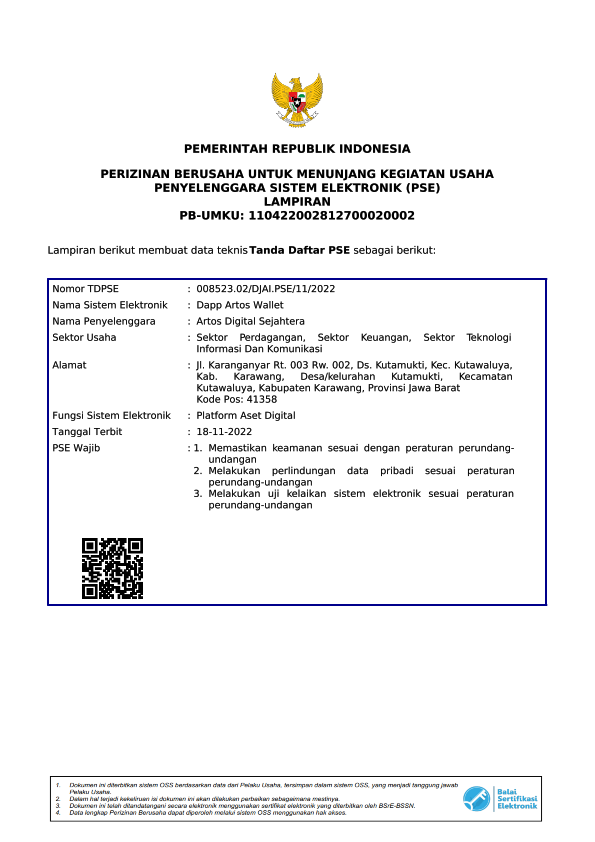 PEMERINTAH REPUBLIK INDONESIA
PERIZINAN BERUSAHA UNTUK MENUNJANG KEGIATAN USAHA
PENYELENGGARA SISTEM ELEKTRONIK (PSE)
LAMPIRAN
PB-UMKU: 110422002812700020002
Lampiran berikut membuat data teknis Tanda Daftar PSE sebagai berikut:
Nomor TDPSE : 008523.02/DJAI.PSE/11/2022
Nama Sistem Elektronik : Dapp Artos Wallet
Nama Penyelenggara : Artos Digital Sejahtera
Sektor Usaha : Sektor Perdagangan, Sektor Keuangan, Sektor Teknologi
Informasi Dan Komunikasi
Alamat : Jl. Karanganyar Rt. 003 Rw. 002, Ds. Kutamukti, Kec. Kutawaluya,
Kab. Karawang, Desa/kelurahan Kutamukti, Kecamatan
Kutawaluya, Kabupaten Karawang, Provinsi Jawa Barat
Kode Pos: 41358
Fungsi Sistem Elektronik : Platform Aset Digital
Tanggal Terbit : 18-11-2022
PSE Wajib : 1. Memastikan keamanan sesuai dengan peraturan perundang-
undangan
2. Melakukan perlindungan data pribadi sesuai peraturan
perundang-undangan
3. Melakukan uji kelaikan sistem elektronik sesuai peraturan
perundang-undangan
1. Dokumen ini diterbitkan sistem OSS berdasarkan data dari Pelaku Usaha, tersimpan dalam sistem OSS, yang menjadi tanggung jawab
Pelaku Usaha.
2. Dalam hal terjadi kekeliruan isi dokumen ini akan dilakukan perbaikan sebagaimana mestinya.
3. Dokumen ini telah ditandatangani secara elektronik menggunakan sertifikat elektronik yang diterbitkan oleh BSrE-BSSN.
4. Data lengkap Perizinan Berusaha dapat diperoleh melalui sistem OSS menggunakan hak akses.
Balai
Sertifikasi
Elektronik